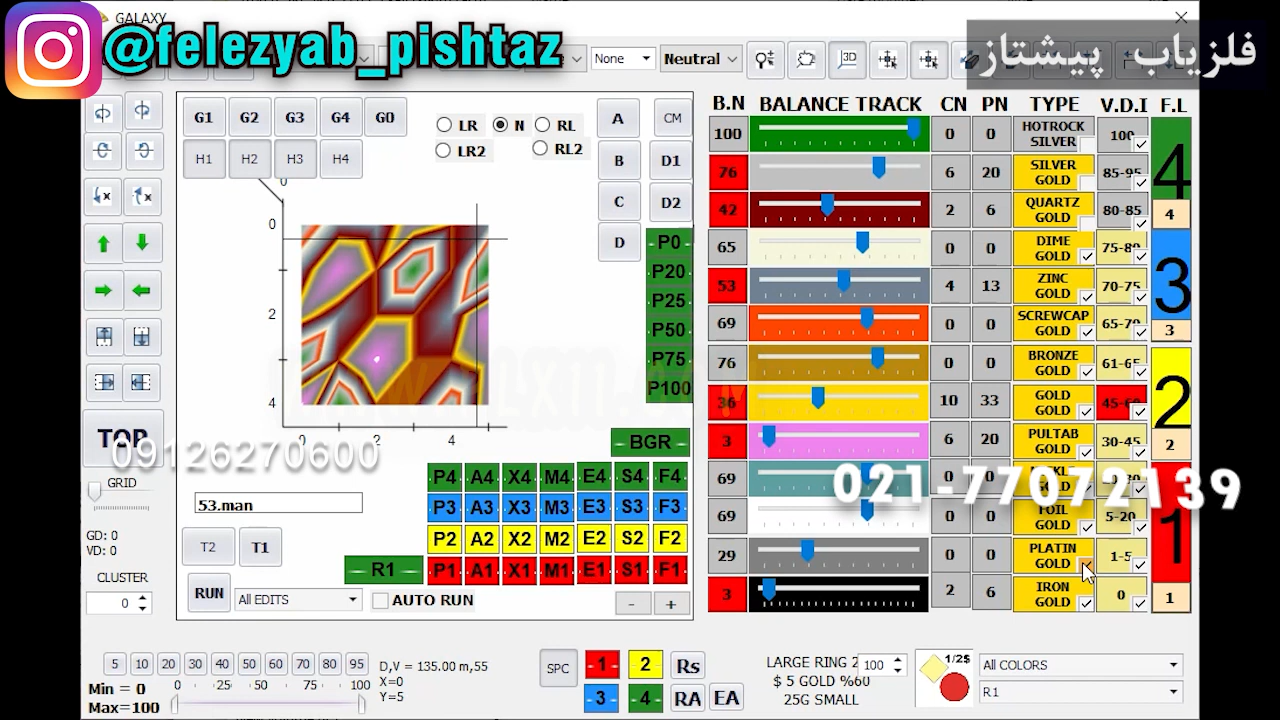 GALAXY
@felezyab_pishtaz
فلزیاب پیشتاز
None
Neutral
3D
G1 G2 G3 G4 G0
LR N RL
LR2 RL2
H1 H2 H3 H4
A CM
B D1
C D2
D
P0
P20
P25
P50
P75
P100
0
0
2
4
0 2 4
BGR
TOP
09126270600
GRID
GD: 0
VD: 0
CLUSTER
0
53.man
T2 T1
RUN
ALL EDITS
AUTO RUN
P4 A4 X4 M4 E4 S4 F4
P3 A3 X3 M3 E3 S3 F3
P2 A2 X2 M2 E2 S2 F2
R1 P1 A1 X1 M1 E1 S1 F1
- +
B.N BALANCE TRACK CN PN TYPE V.D.I F.L
100 0 0 HOTROCK SILVER 100
76 6 20 SILVER GOLD 85-95
42 2 6 QUARTZ GOLD 80-85
65 0 0 DIME GOLD 75-80
53 4 13 ZINC GOLD 70-75
69 0 0 SCREWCAP GOLD 65-70
76 0 0 BRONZE GOLD 61-65
36 10 33 GOLD GOLD
3 6 20 PULTAB GOLD 30-45
69
69 0 0 FOIL GOLD 5-20
29 0 0 PLATIN GOLD 1-5
3 2 6 IRON GOLD 0
4
4
3
3
2
2
1
1
021-77072139
5 10 20 30 40 50 60 70 80 95
Min = 0
Max=100
0 25 50 75 100
D,V = 135.00 m,55
X=0
Y=5
SPC
1 2 Rs
3 4 RA EA
LARGE RING 2
$ 5 GOLD %60
25G SMALL
100
1/2$
All COLORS
R1